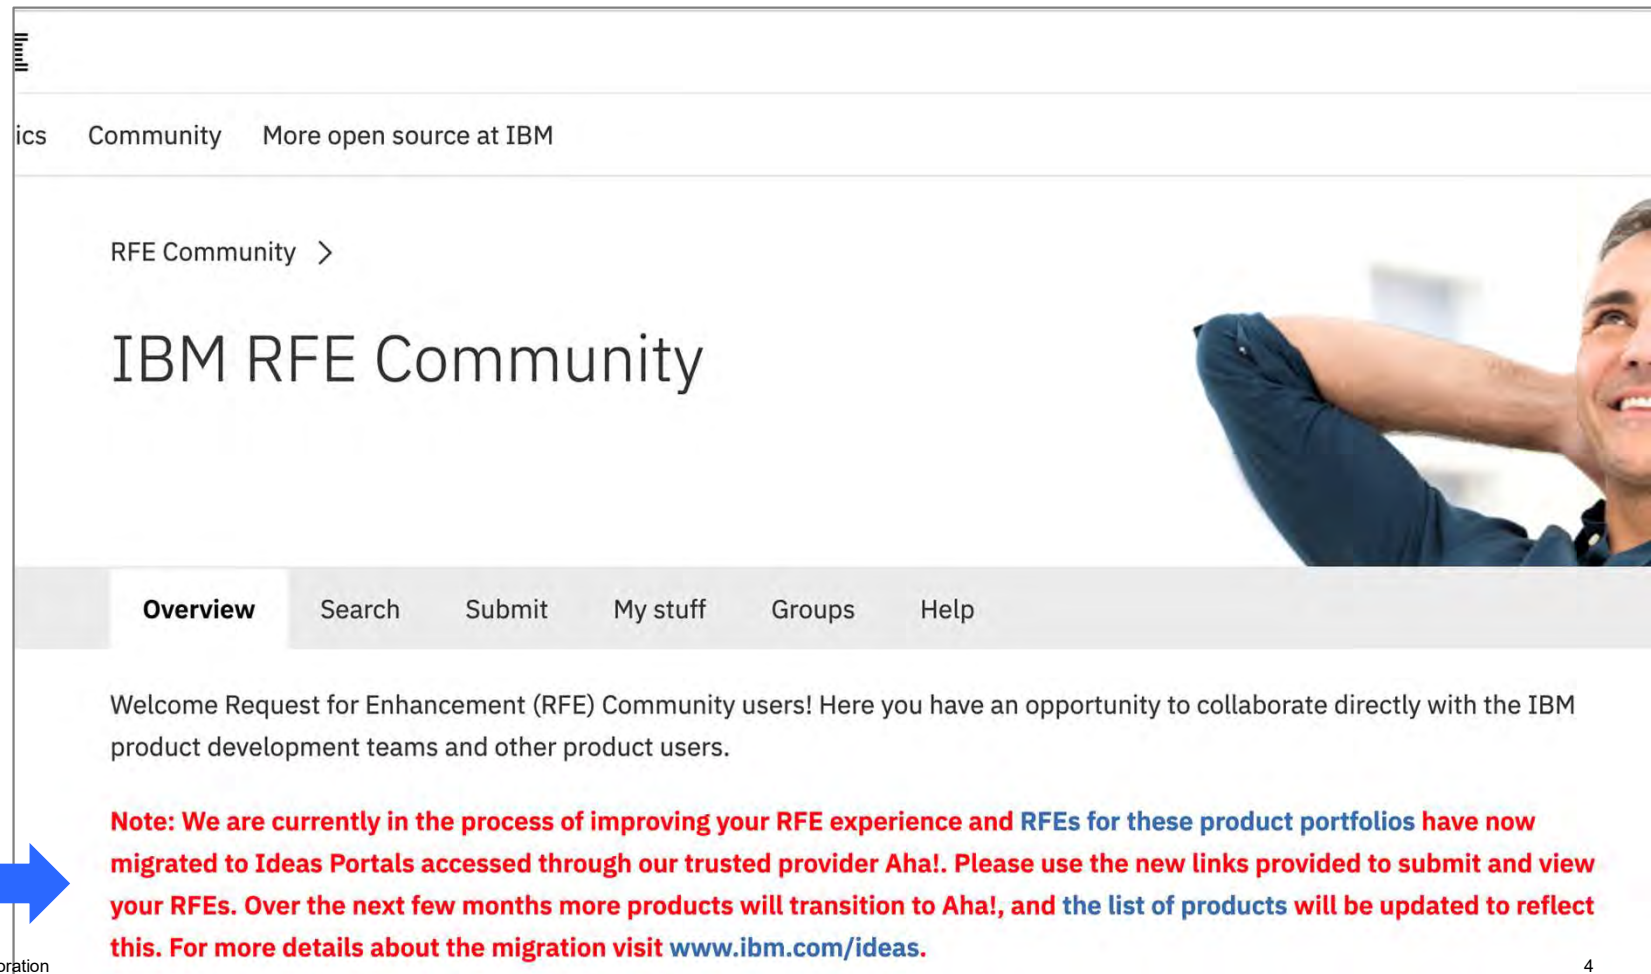 ics Community More open source at IBM
RFE Community >
IBM RFE Community
Overview Search Submit My stuff Groups Help
Welcome Request for Enhancement (RFE) Community users! Here you have an opportunity to collaborate directly with the IBM
product development teams and other product users.
Note: We are currently in the process of improving your RFE experience and RFEs for these product portfolios have now
migrated to Ideas Portals accessed through our trusted provider Aha!. Please use the new links provided to submit and view
your RFEs. Over the next few months more products will transition to Aha!, and the list of products will be updated to reflect
this. For more details about the migration visit www.ibm.com/ideas.
oration 4